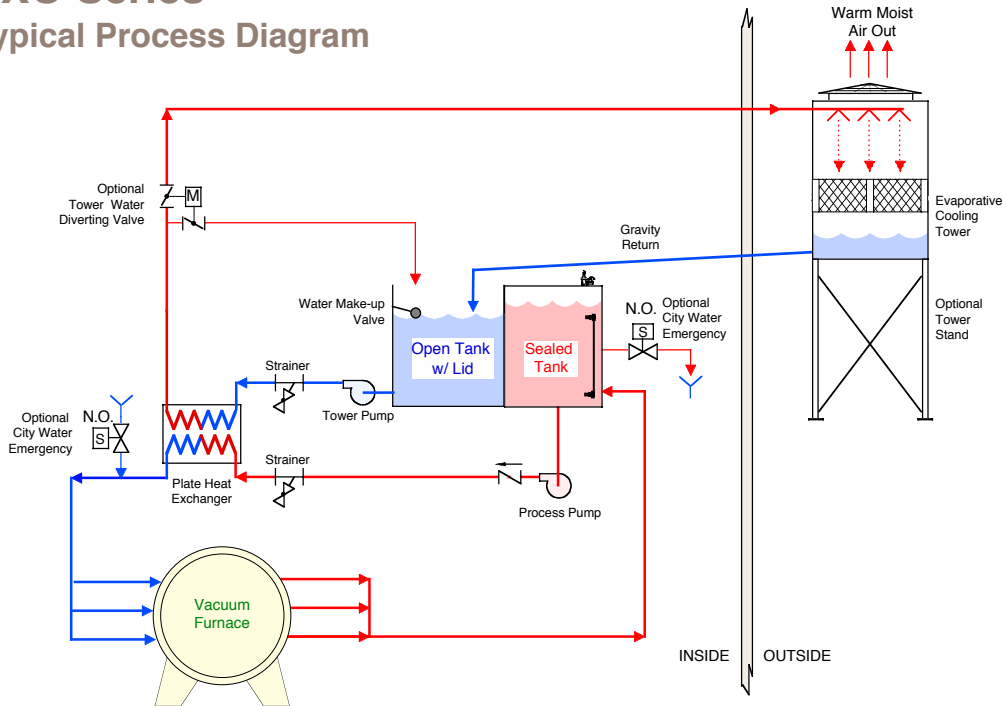 Typical Process Diagram
Warm Moist
Air Out
Optional
Tower Water
Diverting Valve
M
Evaporative
Cooling
Tower
Gravity
Return
Water Make-up
Valve
N.O.
Optional
City Water
Emergency
S
Optional
Tower
Stand
Open Tank
w/ Lid
Sealed
Tank
Strainer
Tower Pump
Optional
City Water
Emergency
N.O.
S
Strainer
Plate Heat
Exchanger
Process Pump
Vacuum
Furnace
INSIDE
OUTSIDE